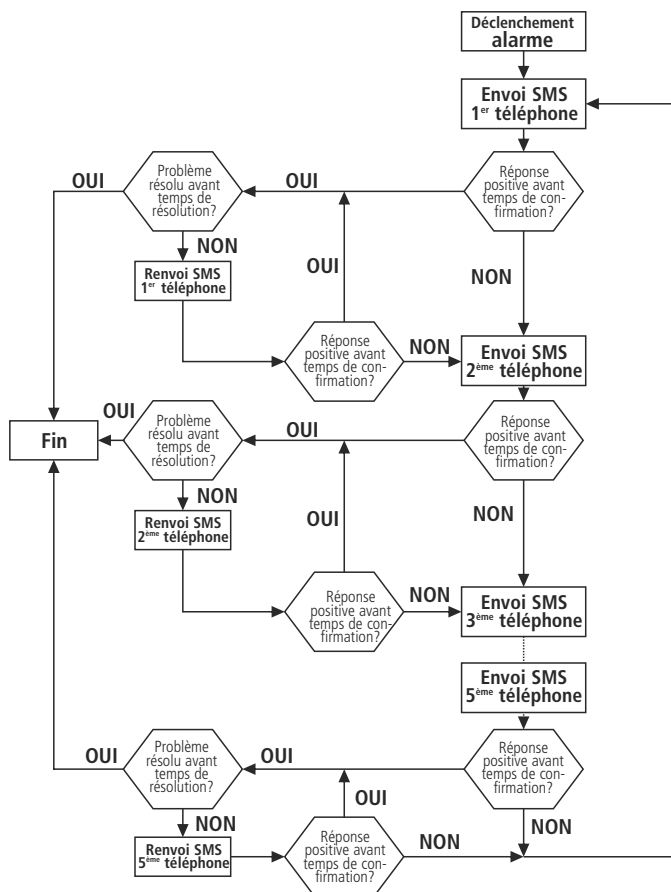 Déclenchement
alarme
Envoi SMS
1er téléphone
Réponse
positive avant
temps de con-
firmation?
OUI
Problème
résolu avant
temps de
résolution?
OUI
NON
Renvoi SMS
1er téléphone
OUI
NON
Réponse
positive avant
temps de con-
firmation?
NON
Envoi SMS
2ème téléphone
Réponse
positive avant
temps de con-
firmation?
OUI
Problème
résolu avant
temps de
résolution?
OUI
Fin
NON
Renvoi SMS
2ème téléphone
OUI
NON
Réponse
positive avant
temps de con-
firmation?
NON
Envoi SMS
3ème téléphone
Envoi SMS
5ème téléphone
Réponse
positive avant
temps de con-
firmation?
OUI
Problème
résolu avant
temps de
résolution?
OUI
NON
Renvoi SMS
5ème téléphone
OUI
Réponse
positive avant
temps de con-
firmation?
NON
NON